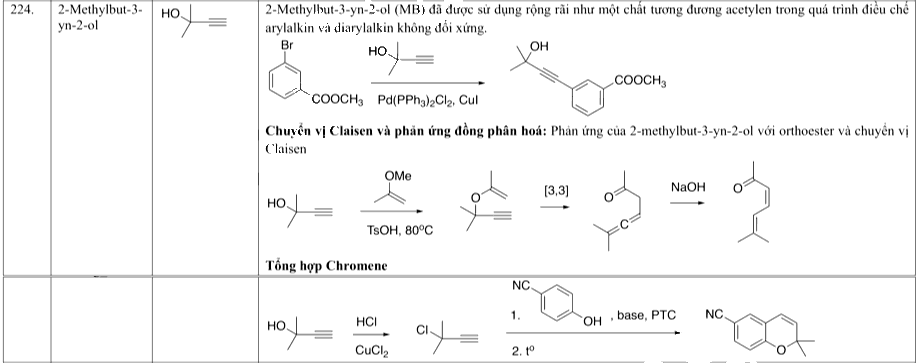 224.
2-Methylbut-3-
yn-2-ol
HO
2-Methylbut-3-yn-2-ol (MB) đã được sử dụng rộng rãi như một chất tương đương acetylen trong quá trình điều chế
arylalkin và diarylalkin không đối xứng.
Br
HO
OH
COOCH3
COOCH3
Pd(PPh3)2Cl2, CuI
Chuyển vị Claisen và phản ứng đồng phân hoá: Phản ứng của 2-methylbut-3-yn-2-ol với orthoester và chuyển vị
Claisen
OMe
HO
TsOH, 80°C
O
[3,3]
O
C
NaOH
O
Tổng hợp Chromene
HO
HCl
CuCl2
Cl
NC
1.
OH
, base, PTC
2. t°
NC
O